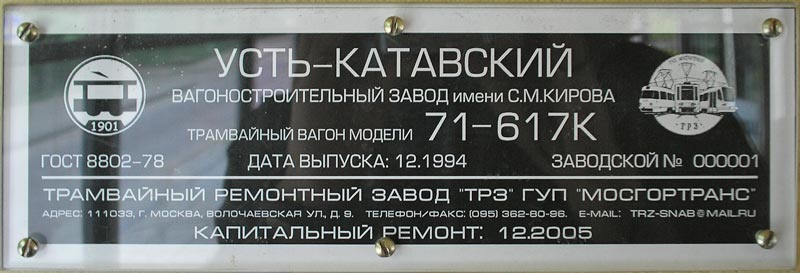 УСТЬ-КАТАВСКИЙ
ВАГОНОСТРОИТЕЛЬНЫЙ ЗАВОД имени С.М.КИРОВА
ТРАМВАЙНЫЙ ВАГОН МОДЕЛИ 71-617К
1901
"ТРЗ"
ГОСТ 8802-78 ДАТА ВЫПУСКА: 12.1994 ЗАВОДСКОЙ № 000001
ТРАМВАЙНЫЙ РЕМОНТНЫЙ ЗАВОД "ТРЗ" ГУП "МОСГОРТРАНС"
АДРЕС: 111033, Г. МОСКВА, ВОЛОЧАЕВСКАЯ УЛ., Д. 9. ТЕЛЕФОН/ФАКС: (095) 362-80-96. E-MAIL: TRZ-SNAB@MAIL.RU
КАПИТАЛЬНЫЙ РЕМОНТ: 12.2005